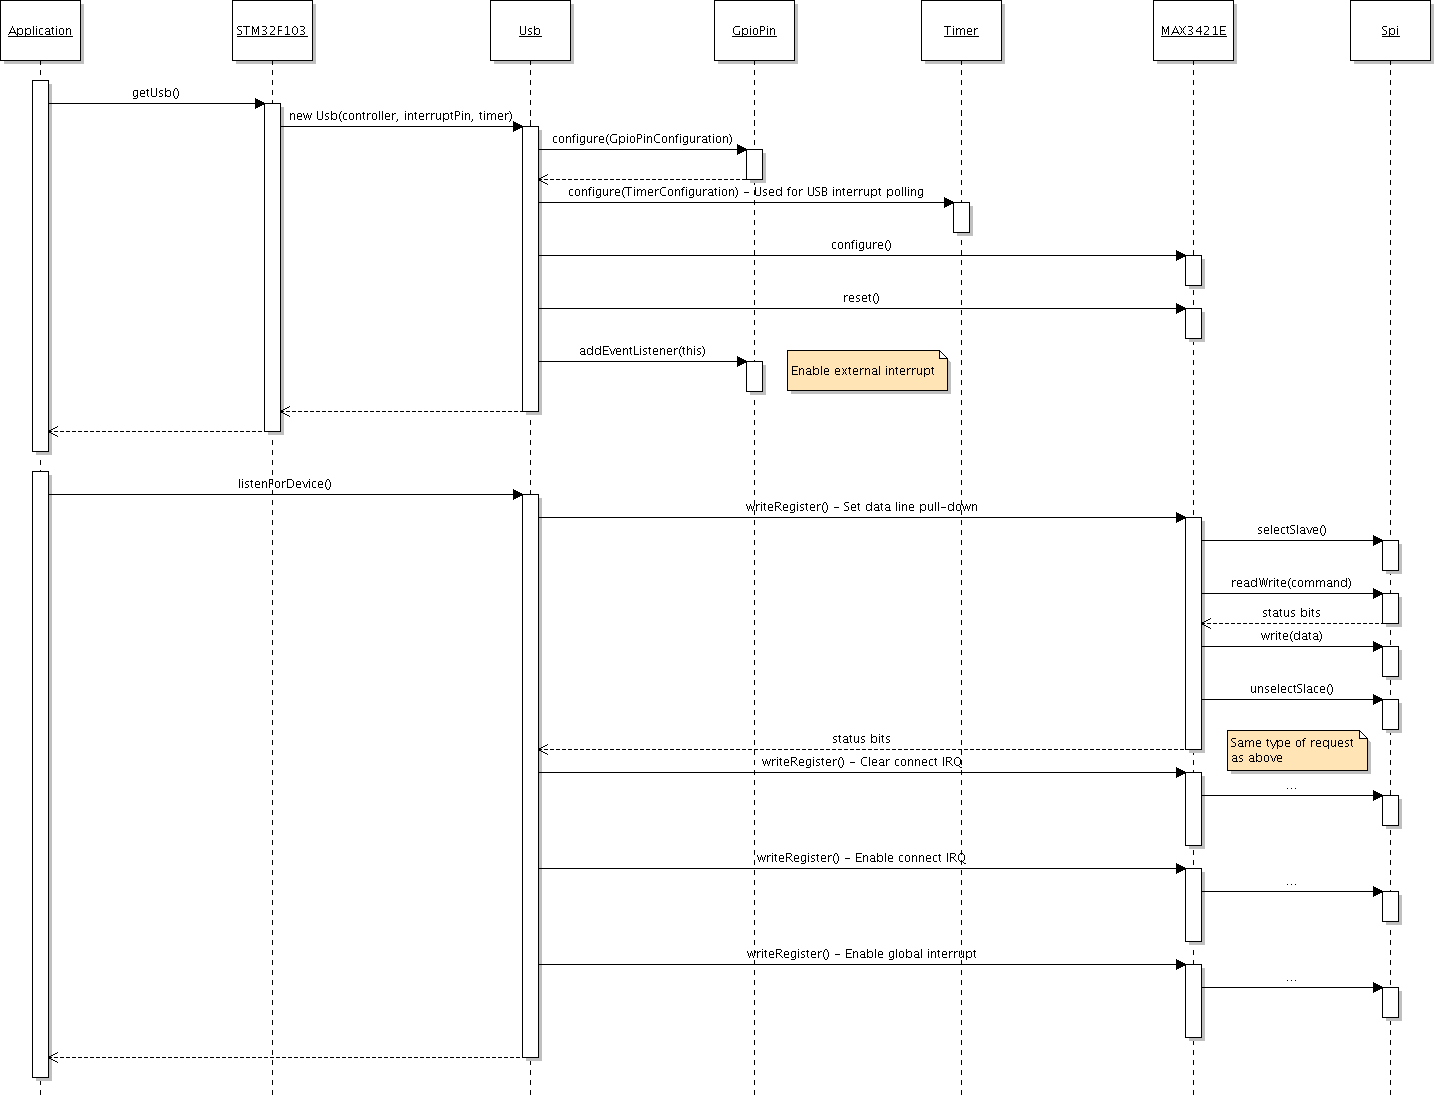 Application
STM32F103
Usb
GpioPin
Timer
MAX3421E
Spi
getUsb()
new Usb(controller, interruptPin, timer)
configure(GpioPinConfiguration)
configure(TimerConfiguration) - Used for USB interrupt polling
configure()
reset()
addEventListener(this)
Enable external interrupt
listenForDevice()
writeRegister() - Set data line pull-down
selectSlave()
readWrite(command)
status bits
write(data)
unselectSlace()
status bits
Same type of request
as above
writeRegister() - Clear connect IRQ
...
writeRegister() - Enable connect IRQ
...
writeRegister() - Enable global interrupt
...